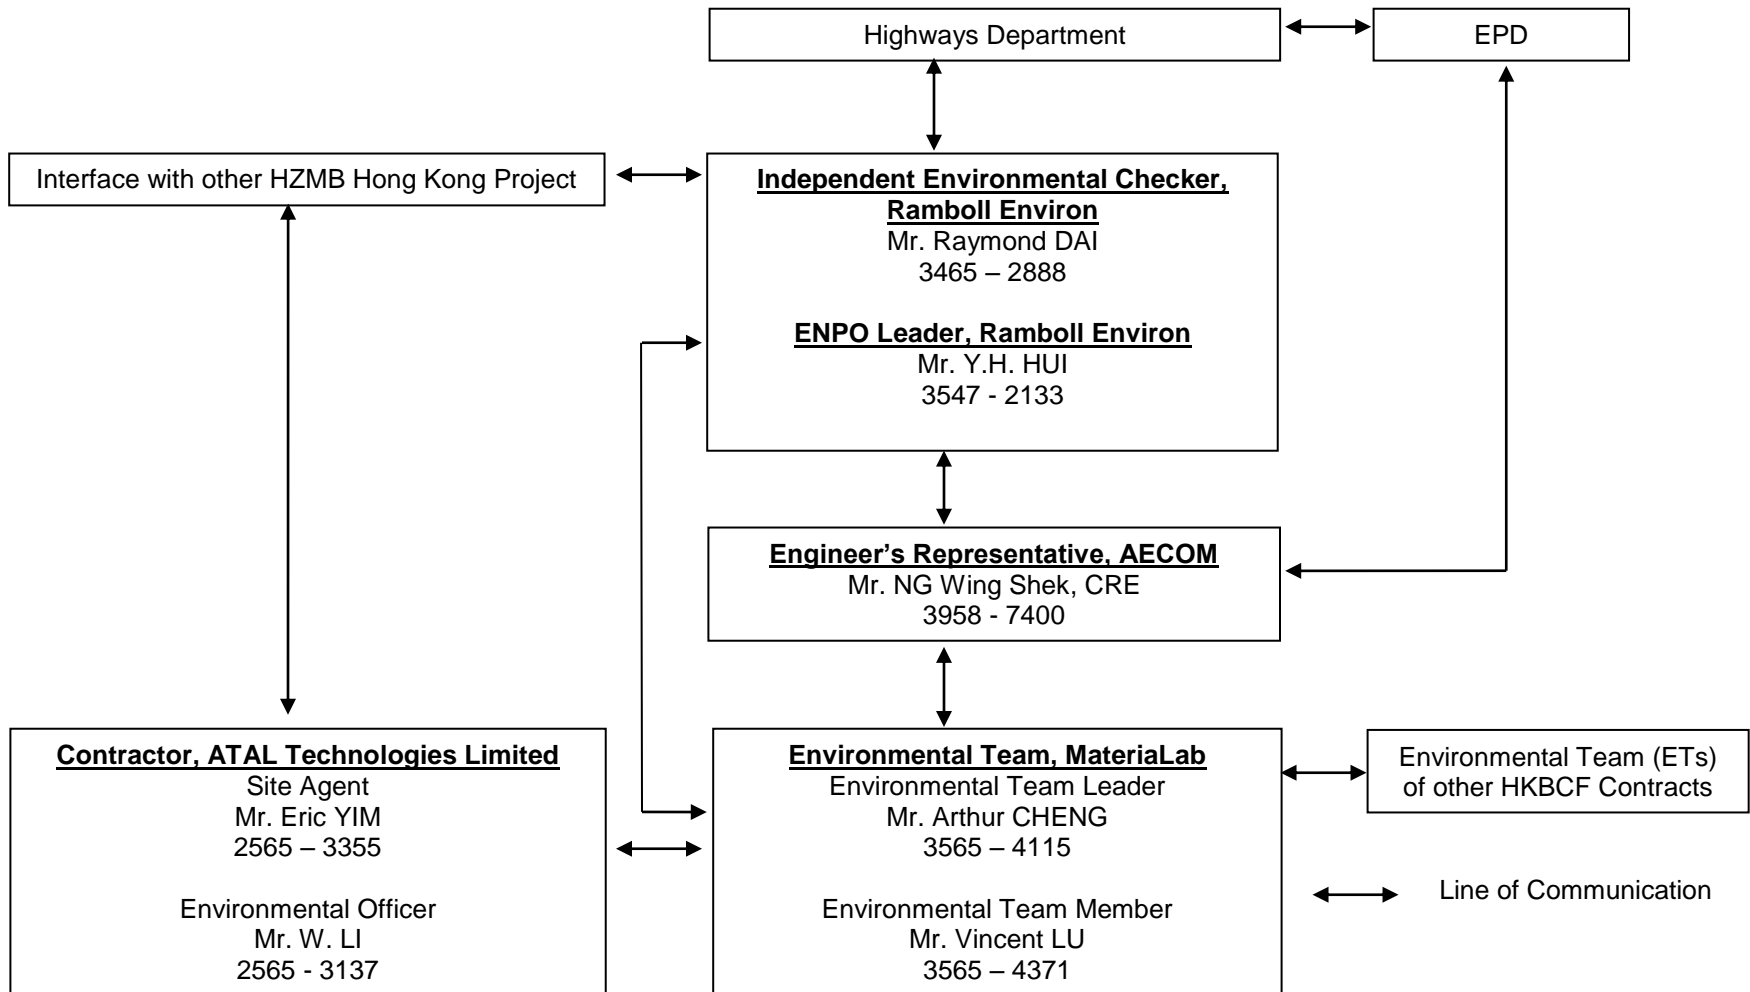 Highways Department
EPD
Interface with other HZMB Hong Kong Project
Independent Environmental Checker,
Ramboll Environ
Mr. Raymond DAI
3465 – 2888
ENPO Leader, Ramboll Environ
Mr. Y.H. HUI
3547 - 2133
Engineer’s Representative, AECOM
Mr. NG Wing Shek, CRE
3958 - 7400
Contractor, ATAL Technologies Limited
Site Agent
Mr. Eric YIM
2565 – 3355
Environmental Officer
Mr. W. LI
2565 - 3137
Environmental Team, MateriaLab
Environmental Team Leader
Mr. Arthur CHENG
3565 – 4115
Environmental Team Member
Mr. Vincent LU
3565 – 4371
Environmental Team (ETs)
of other HKBCF Contracts
Line of Communication